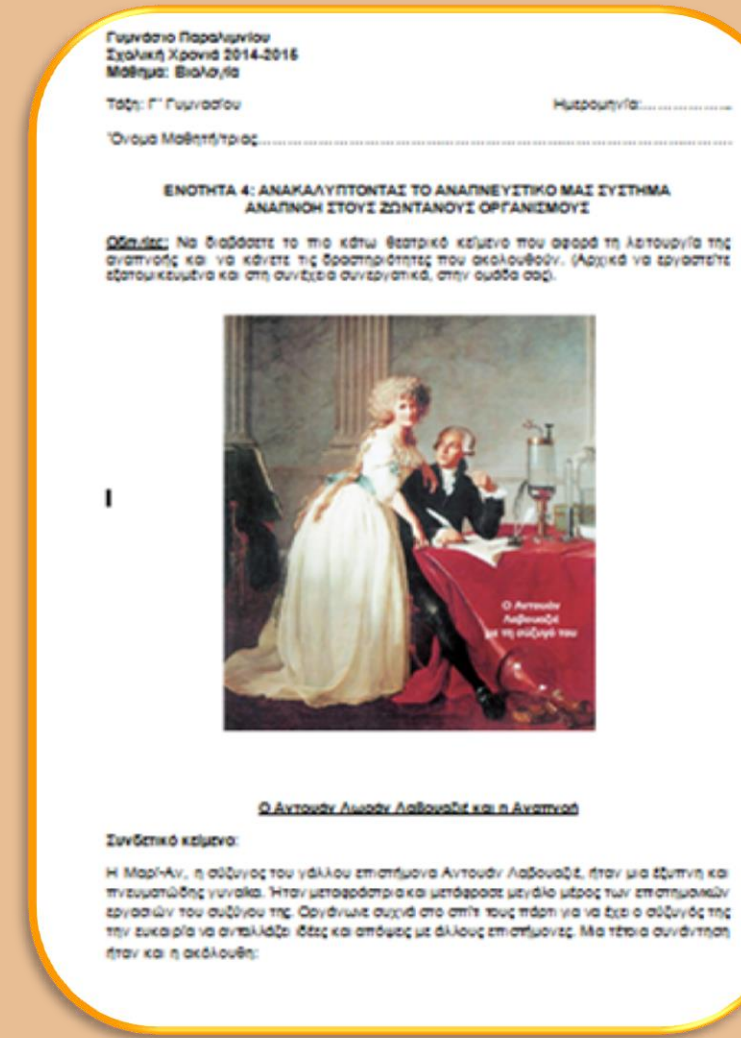 Γυμνάσιο Παραλιμνίου
Σχολική Χρονιά 2014-2015
Μάθημα: Βιολογία
Τάξη: Γ΄ Γυμνασίου Ημερομηνία:..................
Όνομα Μαθητή/τριας..........................................................................................
ΕΝΟΤΗΤΑ 4: ΑΝΑΚΑΛΥΠΤΟΝΤΑΣ ΤΟ ΑΝΑΠΝΕΥΣΤΙΚΟ ΜΑΣ ΣΥΣΤΗΜΑ
ΑΝΑΠΝΟΗ ΣΤΟΥΣ ΖΩΝΤΑΝΟΥΣ ΟΡΓΑΝΙΣΜΟΥΣ
Οδηγίες: Να διαβάσετε το πιο κάτω θεατρικό κείμενο που αφορά τη λειτουργία της
αναπνοής και να κάνετε τις δραστηριότητες που ακολουθούν. (Αρχικά να εργαστείτε
εξατομικευμένα και στη συνέχεια συνεργατικά, στην ομάδα σας).
Ο Αντουάν
Λαβουαζιέ
με τη σύζυγό του
Ο Αντουάν Λωράν Λαβουαζιέ και η Αναπνοή
Συνδετικό κείμενο:
Η Μαρί-Αν, η σύζυγος του γάλλου επιστήμονα Αντουάν Λαβουαζιέ, ήταν μια έξυπνη και
πνευματώδης γυναίκα. Ήταν μεταφράστρια και μετάφρασε μεγάλο μέρος των επιστημονικών
εργασιών του συζύγου της. Οργάνωνε συχνά στο σπίτι τους πάρτι για να έχει ο σύζυγός της
την ευκαιρία να ανταλλάζει ιδέες και απόψεις με άλλους επιστήμονες. Μια τέτοια συνάντηση
ήταν και η ακόλουθη: